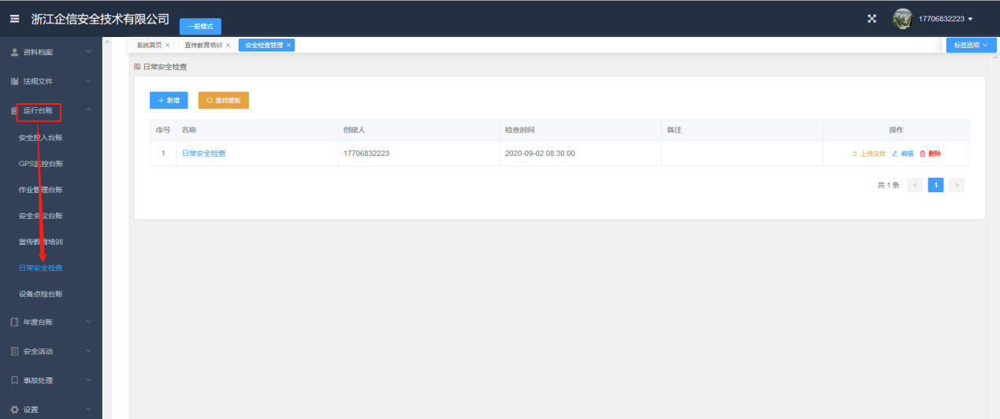 浙江企信安全技术有限公司
一般模式
17706832223
资料档案
法规文件
运行台账
安全投入台账
GPS监控台账
作业管理台账
安全会议台账
宣传教育培训
日常安全检查
设备点检台账
年度台账
安全活动
事故处理
设置
系统首页 × 宣传教育培训 × 安全检查管理 ×
标签选项
日常安全检查
+ 新增 查找模板
序号 名称 创建人 检查时间 备注 操作
1 日常安全检查 17706832223 2020-09-02 08:30:00 上传文件 编辑 删除
共 1 条 < 1 >